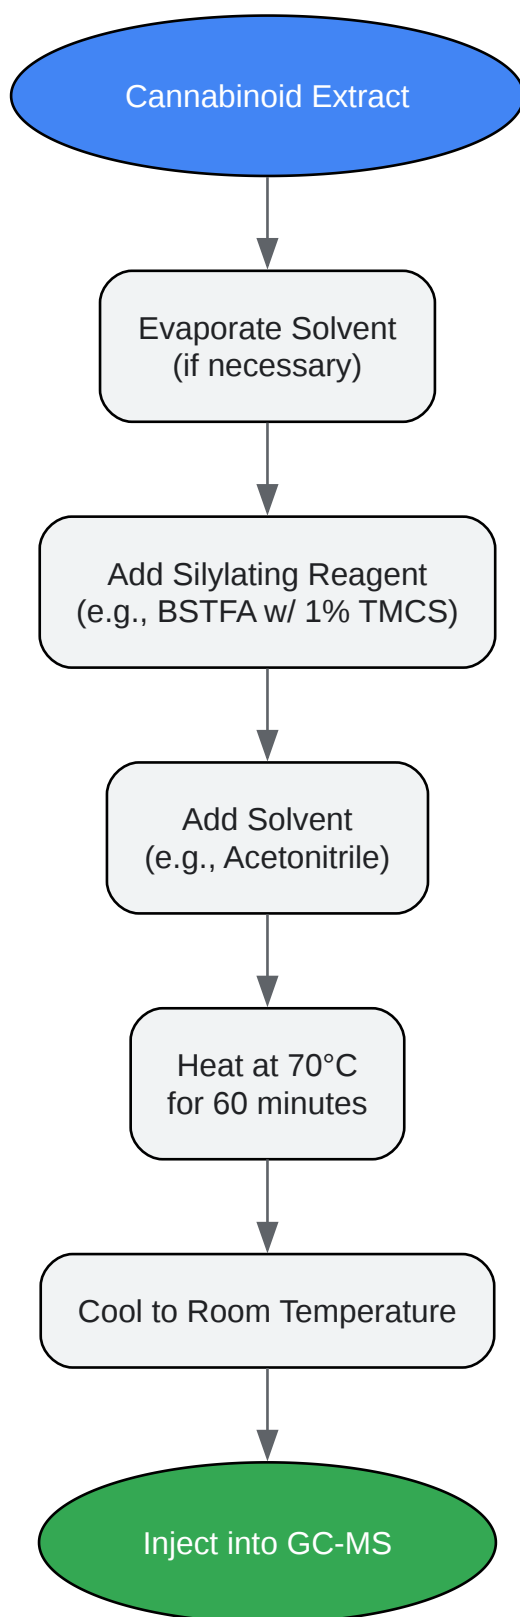 Cannabinoid Extract
Evaporate Solvent
(if necessary)
Add Silylating Reagent
(e.g., BSTFA w/ 1% TMCS)
Add Solvent
(e.g., Acetonitrile)
Heat at 70°C
for 60 minutes
Cool to Room Temperature
Inject into GC-MS